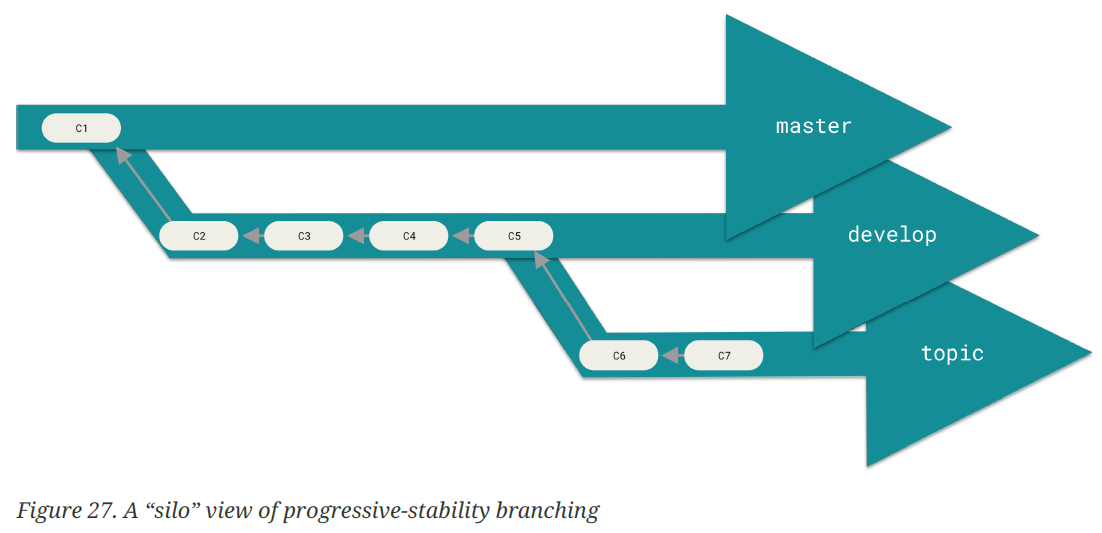 C1
master
C2
C3
C4
C5
develop
C6
C7
topic
Figure 27. A “silo” view of progressive-stability branching